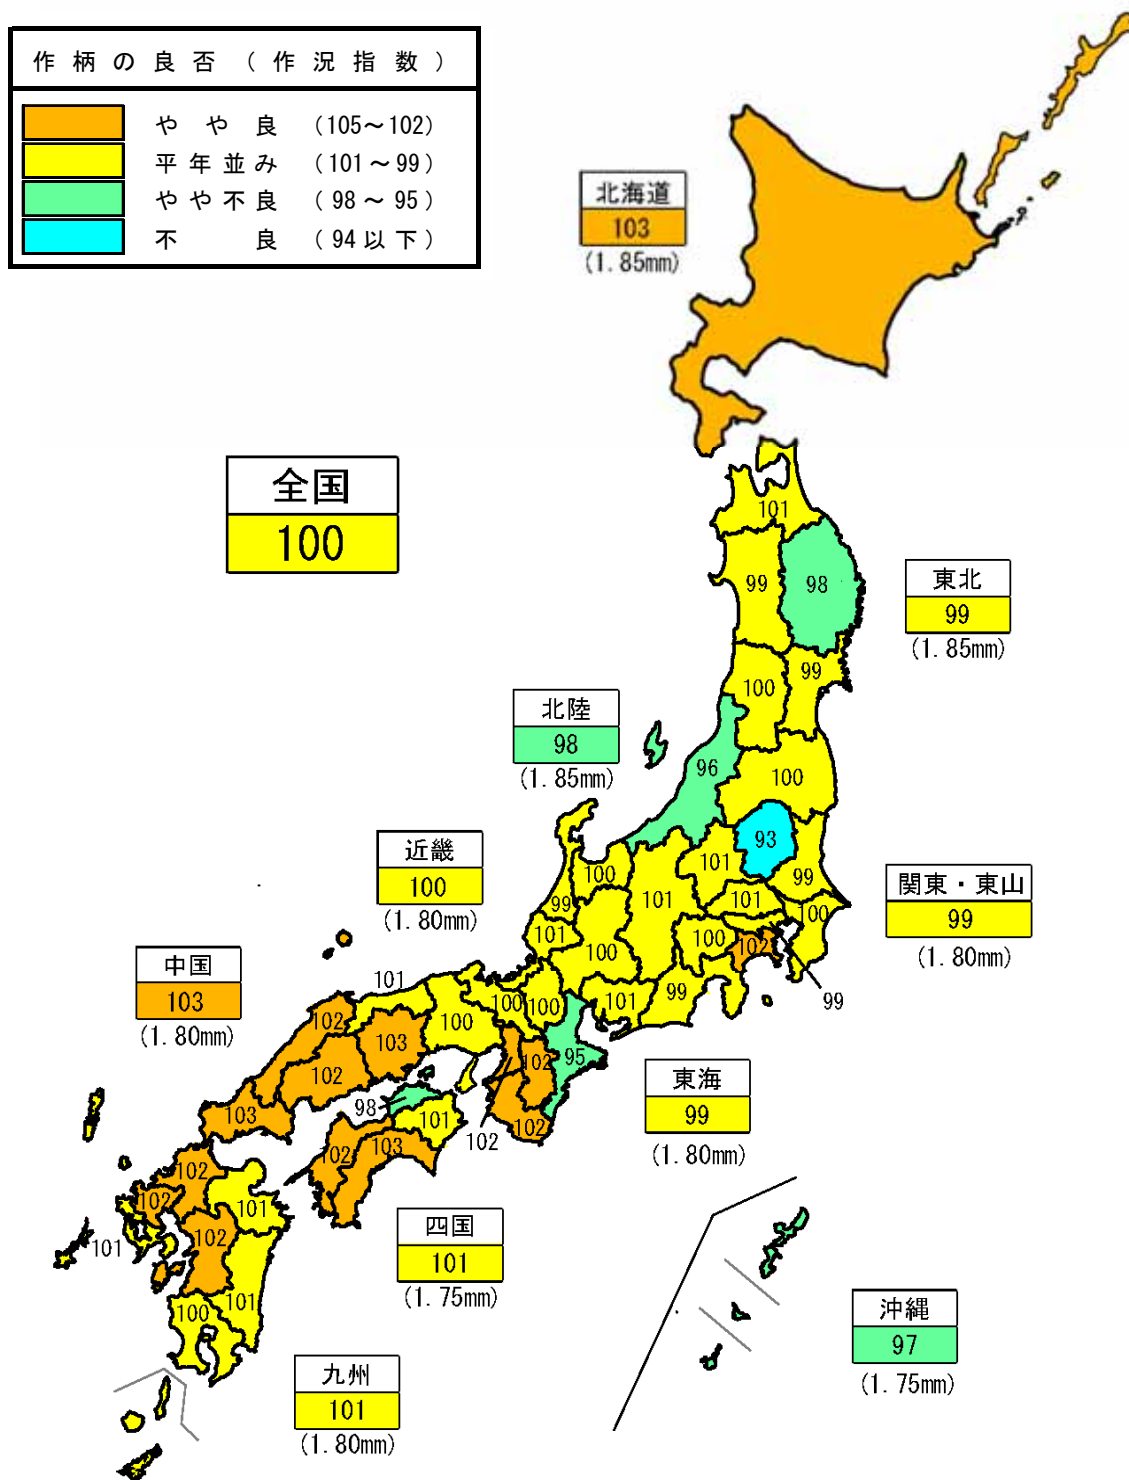 作柄の良否（作況指数）
やや良 （105～102）
平年並み （101～99）
やや不良 （98～95）
不良 （94以下）
北海道
103
(1.85mm)
全国
100
101
99
98
東北
99
(1.85mm)
99
100
北陸
98
(1.85mm)
96
100
93
近畿
100
(1.80mm)
100
101
101
99
関東・東山
99
(1.80mm)
99
101
100
101
100
100
102
99
中国
103
(1.80mm)
101
102
103
100
100
100
101
99
102
95
東海
99
(1.80mm)
102
103
98
101
102
102
102
103
102
102
101
101
102
四国
101
(1.75mm)
100
101
沖縄
97
(1.75mm)
九州
101
(1.80mm)